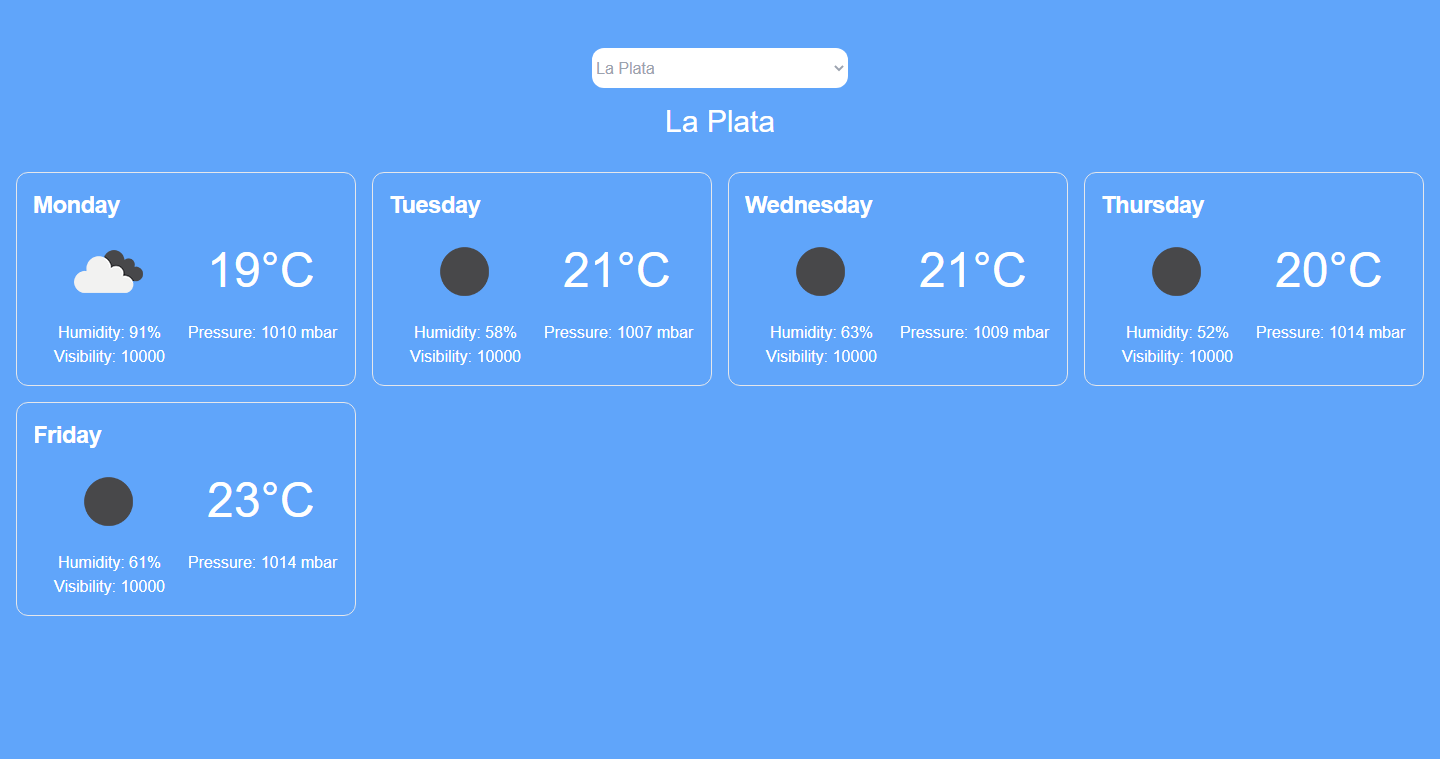 La Plata
La Plata
Monday
19°C
Humidity: 91% Pressure: 1010 mbar
Visibility: 10000
Tuesday
21°C
Humidity: 58% Pressure: 1007 mbar
Visibility: 10000
Wednesday
21°C
Humidity: 63% Pressure: 1009 mbar
Visibility: 10000
Thursday
20°C
Humidity: 52% Pressure: 1014 mbar
Visibility: 10000
Friday
23°C
Humidity: 61% Pressure: 1014 mbar
Visibility: 10000